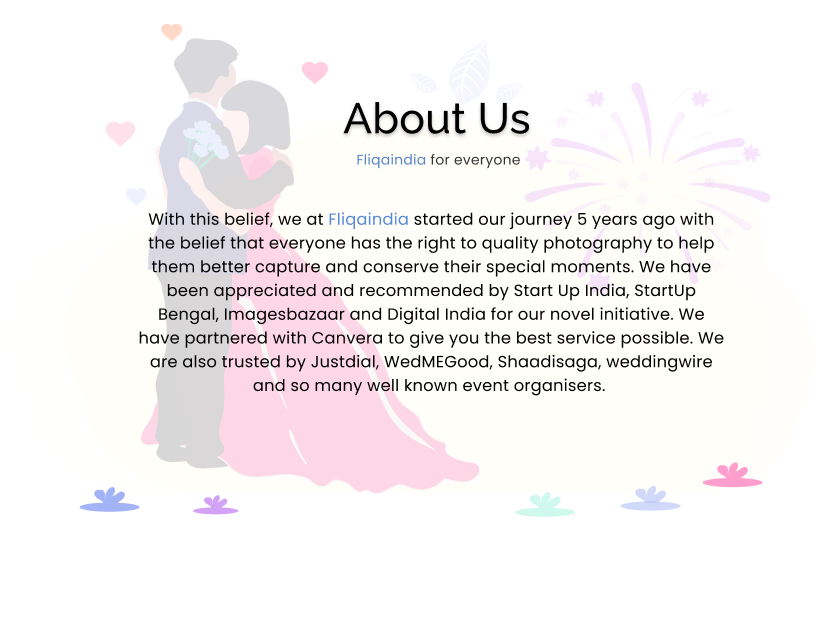 About Us
Fliqaindia for everyone
With this belief, we at Fliqaindia started our journey 5 years ago with
the belief that everyone has the right to quality photography to help
them better capture and conserve their special moments. We have
been appreciated and recommended by Start Up India, StartUp
Bengal, Imagesbazaar and Digital India for our novel initiative. We
have partnered with Canvera to give you the best service possible. We
are also trusted by Justdial, WedMEGood, Shaadisaga, weddingwire
and so many well known event organisers.